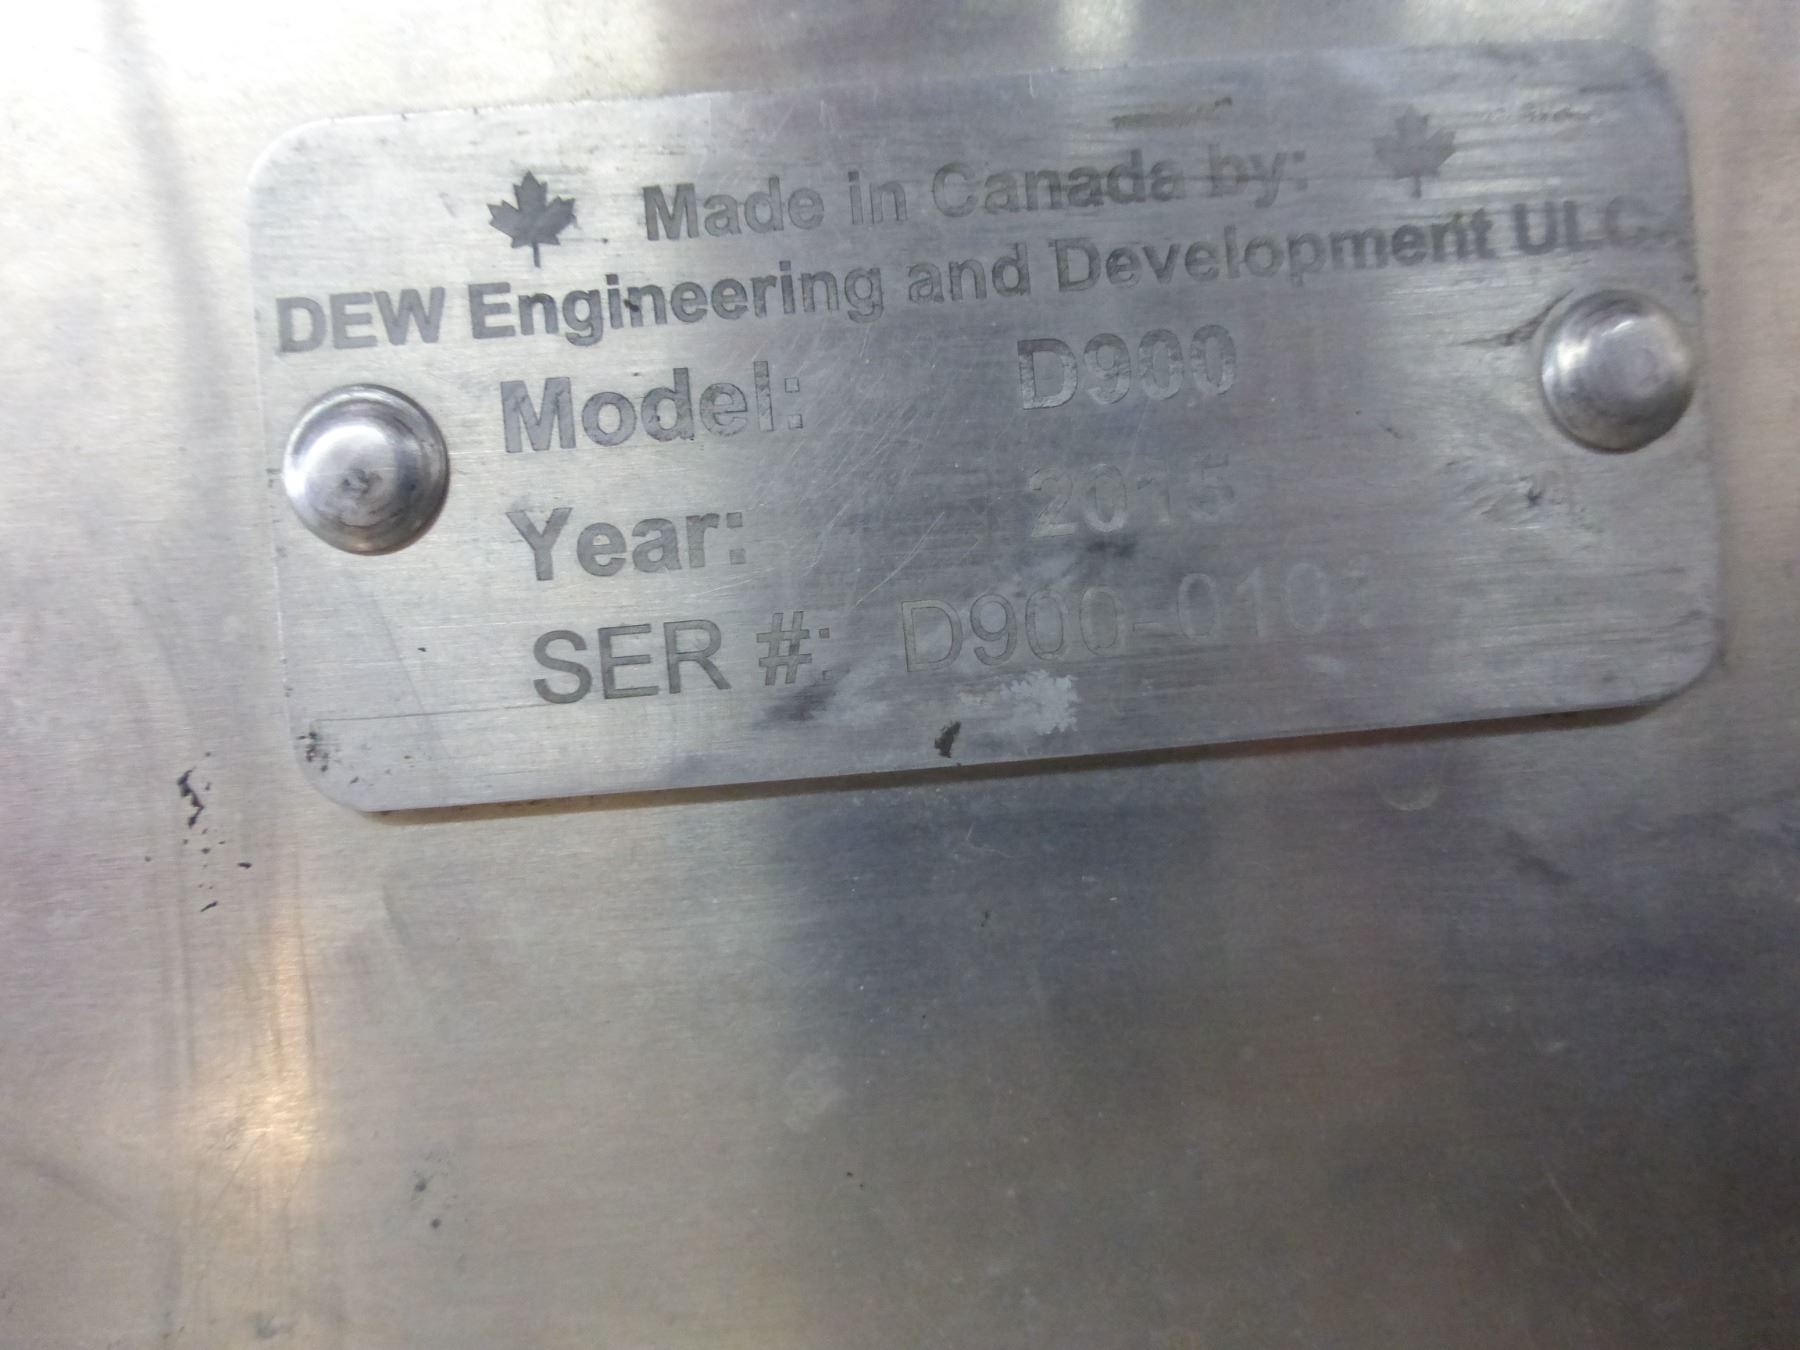 Made in Canada by:
DEW Engineering and Development ULC
Model: D900
Year: 2015
SER #: